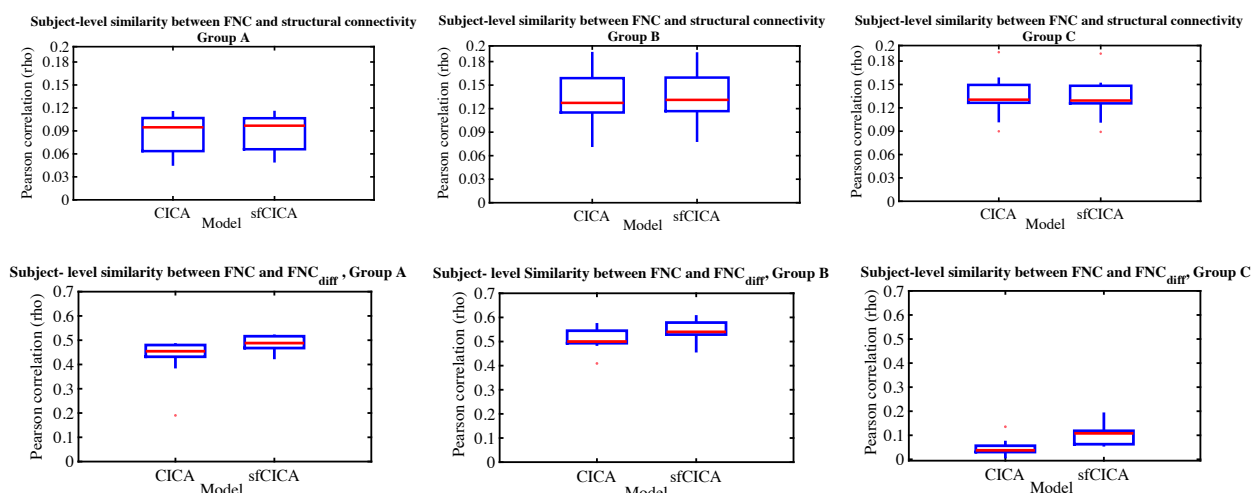 Subject-level similarity between FNC and structural connectivity
Group A
Pearson correlation (rho)
0.2
0.18
0.15
0.12
0.09
0.06
0.03
0
CICA
sfCICA
Model
Subject-level similarity between FNC and structural connectivity
Group B
Pearson correlation (rho)
0.2
0.18
0.15
0.12
0.09
0.06
0.03
0
CICA
sfCICA
Model
Subject-level similarity between FNC and structural connectivity
Group C
Pearson correlation (rho)
0.2
0.18
0.15
0.12
0.09
0.06
0.03
0
CICA
sfCICA
Model
Subject- level similarity between FNC and FNCdiff , Group A
Pearson correlation (rho)
0.7
0.6
0.5
0.4
0.3
0.2
0.1
0
CICA
sfCICA
Model
Subject- level Similarity between FNC and FNCdiff, Group B
Pearson correlation (rho)
0.7
0.6
0.5
0.4
0.3
0.2
0.1
0
CICA
sfCICA
Model
Subject-level similarity between FNC and FNCdiff, Group C
Pearson correlation (rho)
0.7
0.6
0.5
0.4
0.3
0.2
0.1
0
CICA
sfCICA
Model